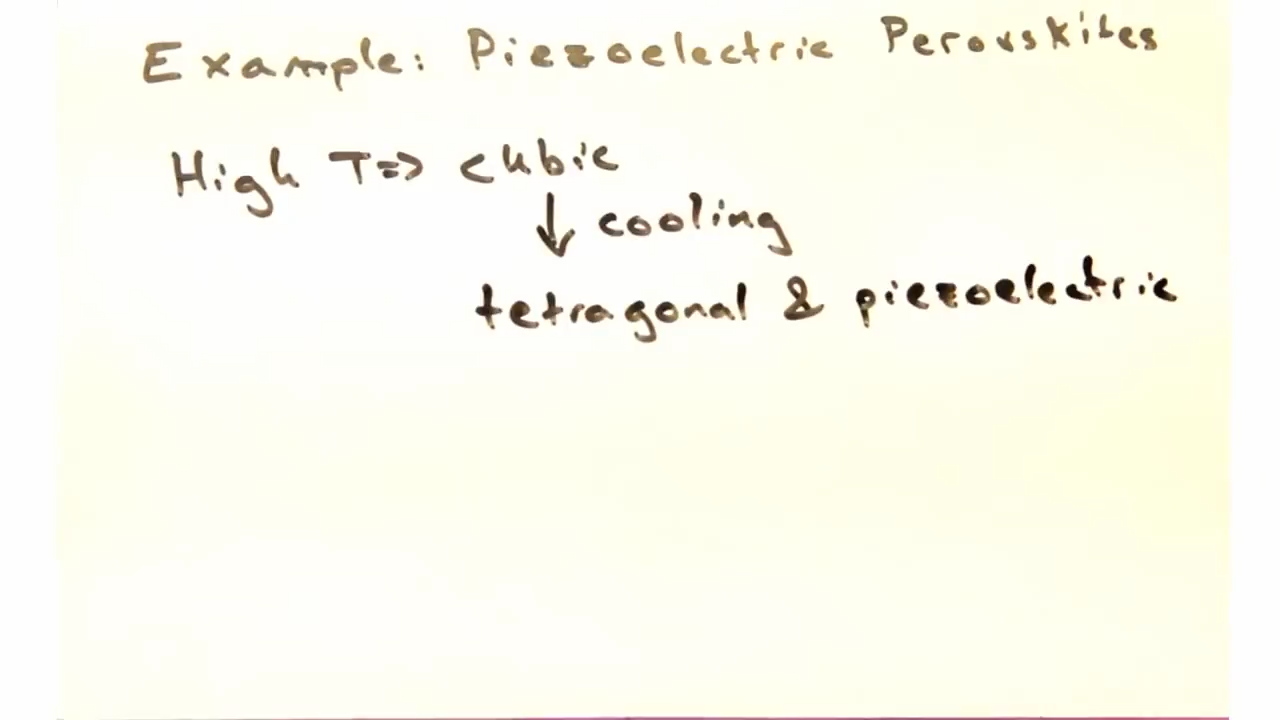 Example: Piezoelectric Perovskites
High T => cubic
↓ cooling
tetragonal & piezoelectric